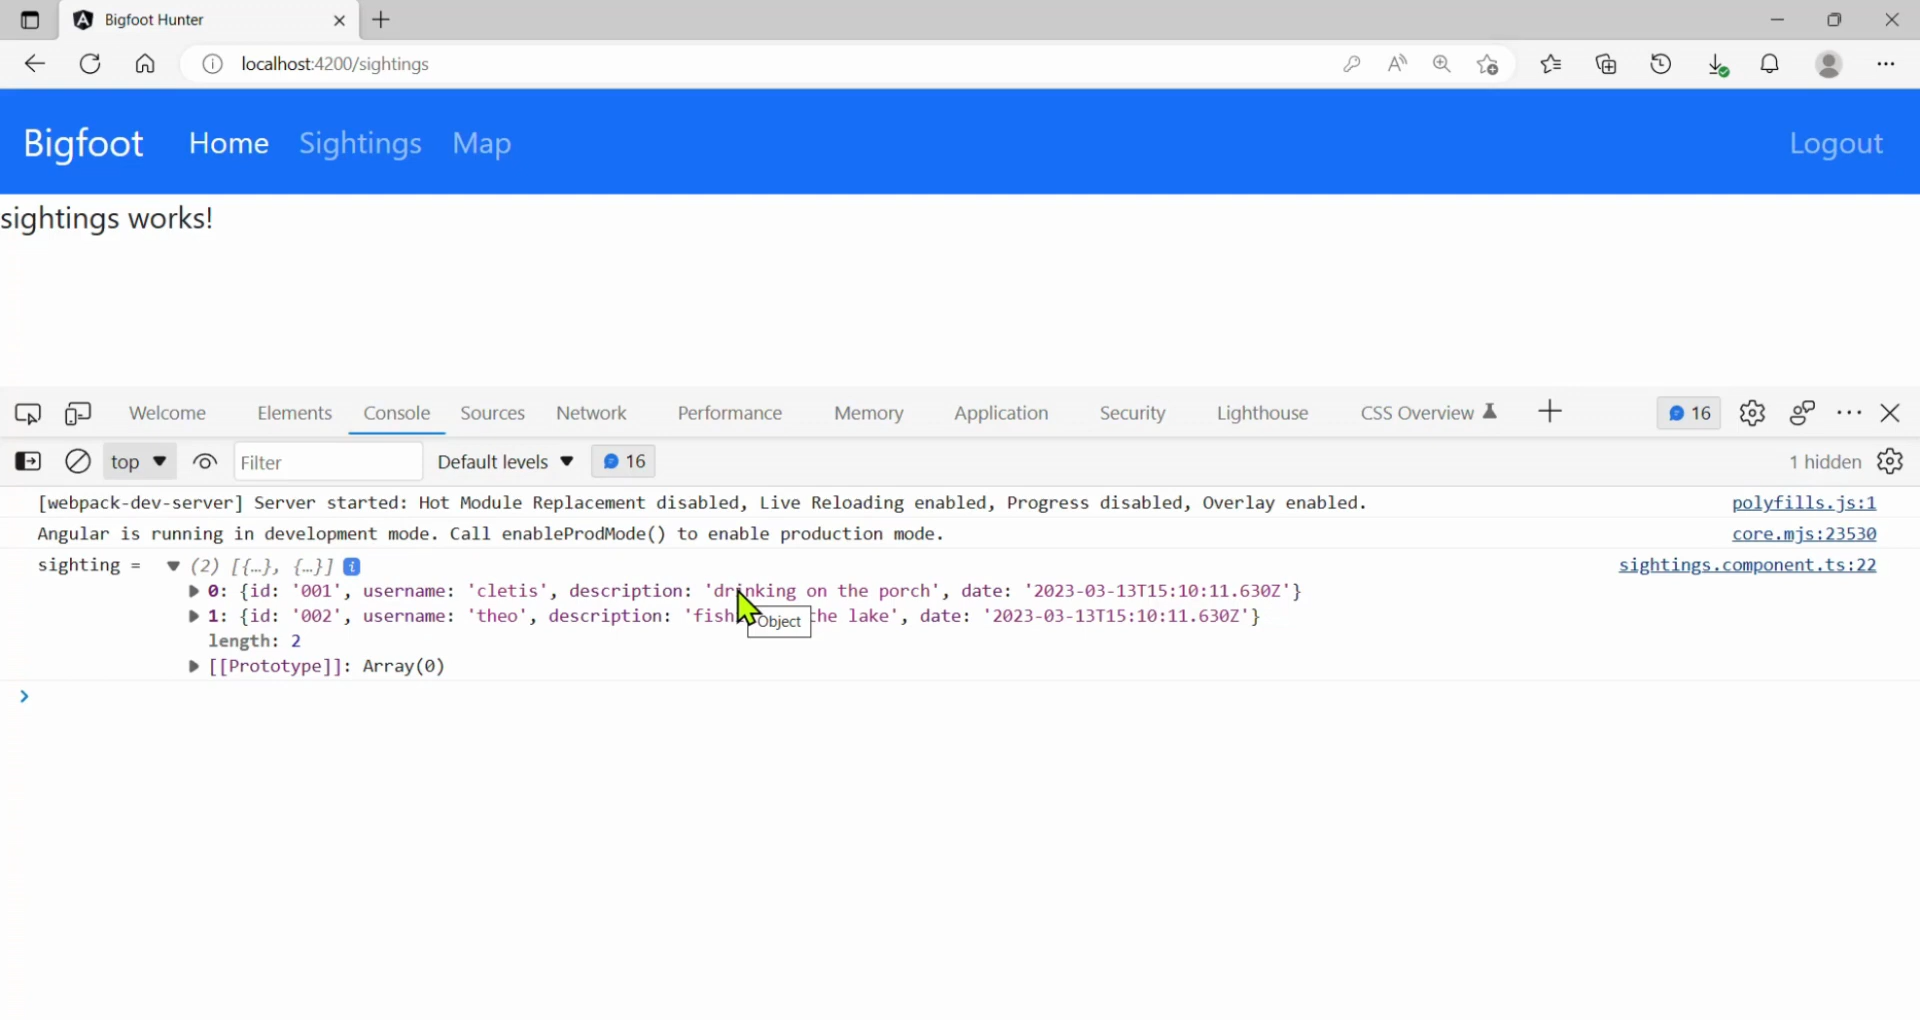 Bigfoot Hunter
localhost:4200/sightings
Bigfoot Home Sightings Map Logout
sightings works!
Welcome Elements Console Sources Network Performance Memory Application Security Lighthouse CSS Overview 16
top Filter Default levels 16 1 hidden
[webpack-dev-server] Server started: Hot Module Replacement disabled, Live Reloading enabled, Progress disabled, Overlay enabled. polyfills.js:1
Angular is running in development mode. Call enableProdMode() to enable production mode. core.mjs:23530
sighting = (2) [{…}, {…}] sightings.component.ts:22
0: {id: '001', username: 'cletis', description: 'drinking on the porch', date: '2023-03-13T15:10:11.630Z'}
1: {id: '002', username: 'theo', description: 'fish the lake', date: '2023-03-13T15:10:11.630Z'}
Object
length: 2
[[Prototype]]: Array(0)